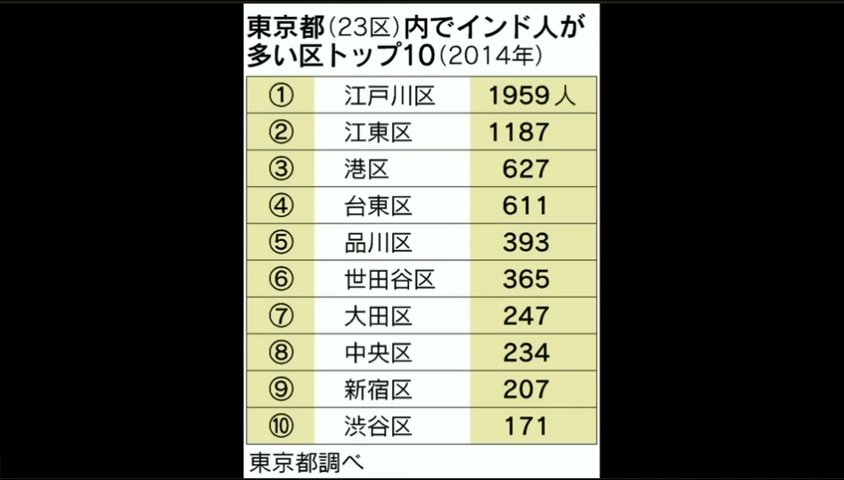 東京都(23区)内でインド人が
多い区トップ10(2014年)
① 江戸川区 1959人
② 江東区 1187
③ 港区 627
④ 台東区 611
⑤ 品川区 393
⑥ 世田谷区 365
⑦ 大田区 247
⑧ 中央区 234
⑨ 新宿区 207
⑩ 渋谷区 171
東京都調べ